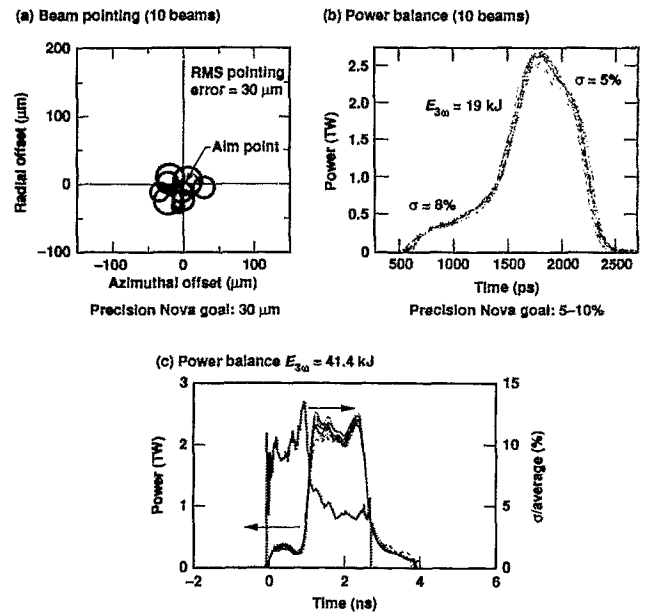 (a) Beam pointing (10 beams)
200
100
0
−100
Radial offset (μm)
RMS pointing
error = 30 μm
Aim point
−100 0 100
Azimuthal offset (μm)
Precision Nova goal: 30 μm
(b) Power balance (10 beams)
2.5
2.0
1.5
1.0
0.5
0.0
Power (TW)
E3ω = 19 kJ
σ = 5%
σ = 8%
500 1000 1500 2000 2500
Time (ps)
Precision Nova goal: 5–10%
(c) Power balance E3ω = 41.4 kJ
3
2
1
0
Power (TW)
15
10
5
0
σ/average (%)
−2 0 2 4 6
Time (ns)